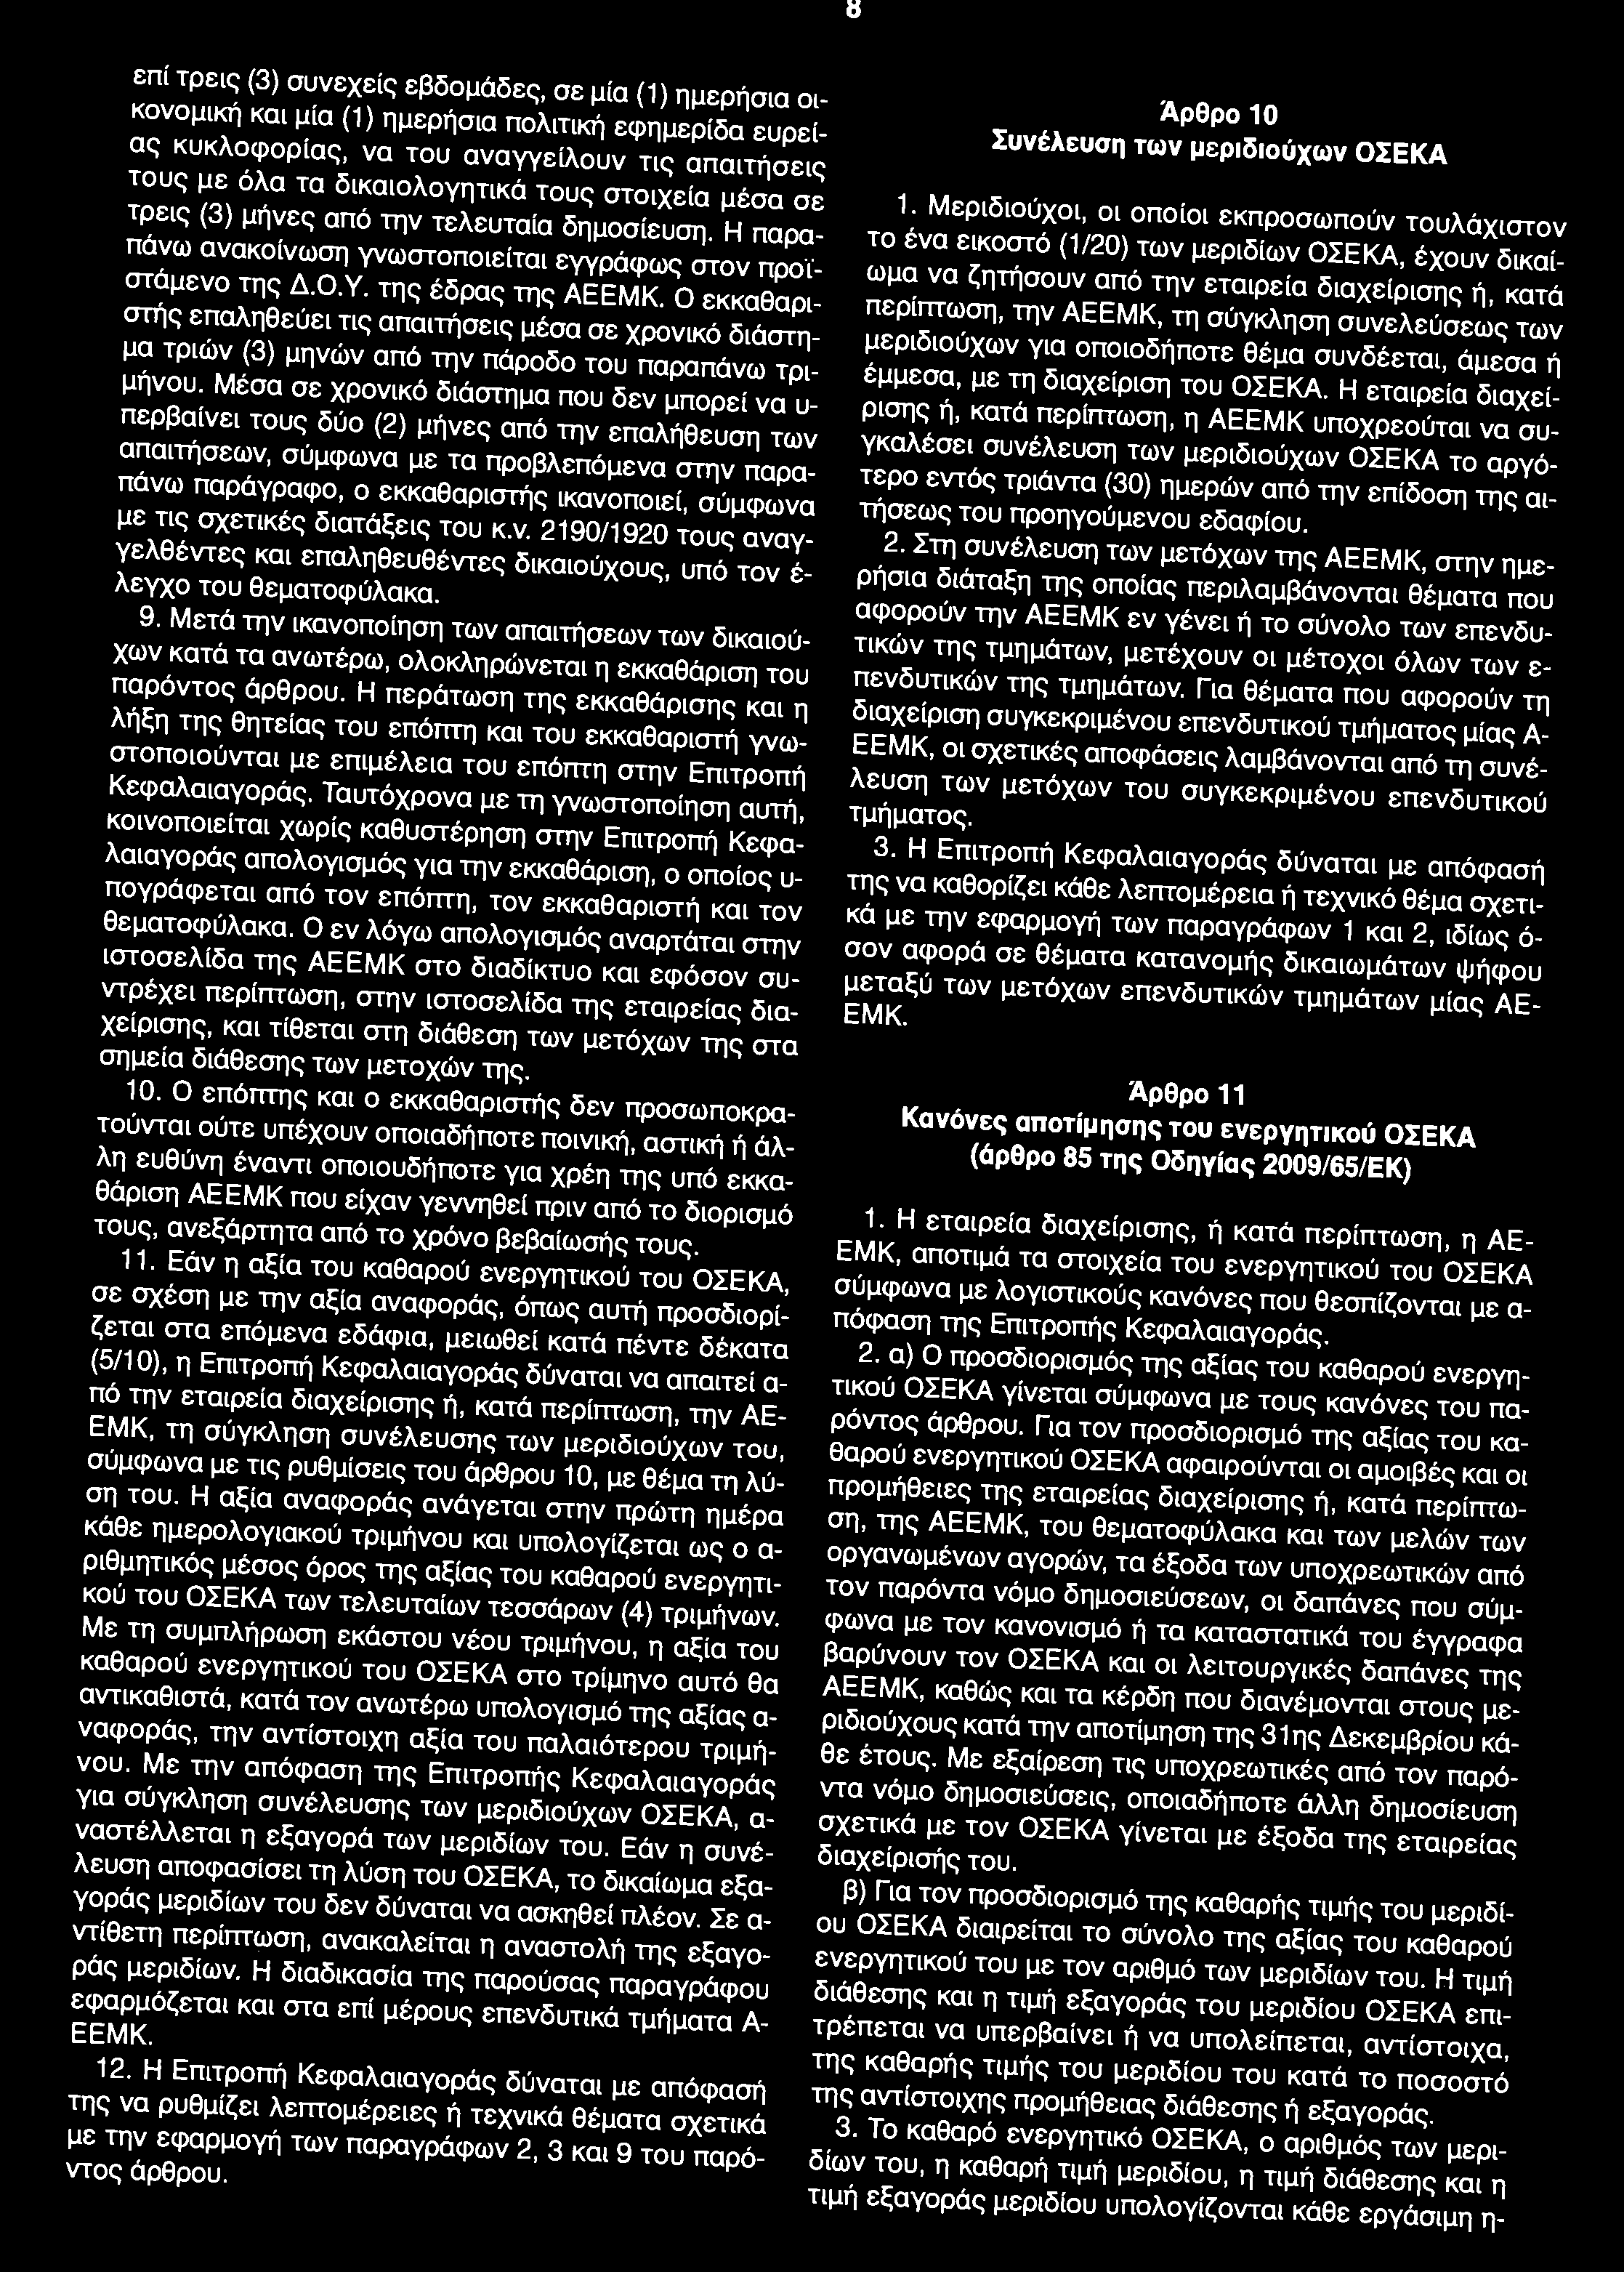 8
επί τρεις (3) συνεχείς εβδομάδες, σε μία (1) ημερήσια οι-
κονομική και μία (1) ημερήσια πολιτική εφημερίδα ευρεί-
ας κυκλοφορίας, να του αναγγείλουν τις απαιτήσεις
τους με όλα τα δικαιολογητικά τους στοιχεία μέσα σε
τρεις (3) μήνες από την τελευταία δημοσίευση. Η παρα-
πάνω ανακοίνωση γνωστοποιείται εγγράφως στον προϊ-
στάμενο της Δ.Ο.Υ. της έδρας της ΑΕΕΜΚ. Ο εκκαθαρι-
στής επαληθεύει τις απαιτήσεις μέσα σε χρονικό διάστη-
μα τριών (3) μηνών από την πάροδο του παραπάνω τρι-
μήνου. Μέσα σε χρονικό διάστημα που δεν μπορεί να υ-
περβαίνει τους δύο (2) μήνες από την επαλήθευση των
απαιτήσεων, σύμφωνα με τα προβλεπόμενα στην παρα-
πάνω παράγραφο, ο εκκαθαριστής ικανοποιεί, σύμφωνα
με τις σχετικές διατάξεις του κ.ν. 2190/1920 τους αναγ-
γελθέντες και επαληθευθέντες δικαιούχους, υπό τον έ-
λεγχο του θεματοφύλακα.
9. Μετά την ικανοποίηση των απαιτήσεων των δικαιού-
χων κατά τα ανωτέρω, ολοκληρώνεται η εκκαθάριση του
παρόντος άρθρου. Η περάτωση της εκκαθάρισης και η
λήξη της θητείας του επόπτη και του εκκαθαριστή γνω-
στοποιούνται με επιμέλεια του επόπτη στην Επιτροπή
Κεφαλαιαγοράς. Ταυτόχρονα με τη γνωστοποίηση αυτή,
κοινοποιείται χωρίς καθυστέρηση στην Επιτροπή Κεφα-
λαιαγοράς απολογισμός για την εκκαθάριση, ο οποίος υ-
πογράφεται από τον επόπτη, τον εκκαθαριστή και τον
θεματοφύλακα. Ο εν λόγω απολογισμός αναρτάται στην
ιστοσελίδα της ΑΕΕΜΚ στο διαδίκτυο και εφόσον συ-
ντρέχει περίπτωση, στην ιστοσελίδα της εταιρείας δια-
χείρισης, και τίθεται στη διάθεση των μετόχων της στα
σημεία διάθεσης των μετοχών της.
10. Ο επόπτης και ο εκκαθαριστής δεν προσωποκρα-
τούνται ούτε υπέχουν οποιαδήποτε ποινική, αστική ή άλ-
λη ευθύνη έναντι οποιουδήποτε για χρέη της υπό εκκα-
θάριση ΑΕΕΜΚ που είχαν γεννηθεί πριν από το διορισμό
τους, ανεξάρτητα από το χρόνο βεβαίωσής τους.
11. Εάν η αξία του καθαρού ενεργητικού του ΟΣΕΚΑ,
σε σχέση με την αξία αναφοράς, όπως αυτή προσδιορί-
ζεται στα επόμενα εδάφια, μειωθεί κατά πέντε δέκατα
(5/10), η Επιτροπή Κεφαλαιαγοράς δύναται να απαιτεί α-
πό την εταιρεία διαχείρισης ή, κατά περίπτωση, την ΑΕ-
ΕΜΚ, τη σύγκληση συνέλευσης των μεριδιούχων του,
σύμφωνα με τις ρυθμίσεις του άρθρου 10, με θέμα τη λύ-
ση του. Η αξία αναφοράς ανάγεται στην πρώτη ημέρα
κάθε ημερολογιακού τριμήνου και υπολογίζεται ως ο α-
ριθμητικός μέσος όρος της αξίας του καθαρού ενεργητι-
κού του ΟΣΕΚΑ των τελευταίων τεσσάρων (4) τριμήνων.
Με τη συμπλήρωση εκάστου νέου τριμήνου, η αξία του
καθαρού ενεργητικού του ΟΣΕΚΑ στο τρίμηνο αυτό θα
αντικαθιστά, κατά τον ανωτέρω υπολογισμό της αξίας α-
ναφοράς, την αντίστοιχη αξία του παλαιότερου τριμή-
νου. Με την απόφαση της Επιτροπής Κεφαλαιαγοράς
για σύγκληση συνέλευσης των μεριδιούχων ΟΣΕΚΑ, α-
ναστέλλεται η εξαγορά των μεριδίων του. Εάν η συνέ-
λευση αποφασίσει τη λύση του ΟΣΕΚΑ, το δικαίωμα εξα-
γοράς μεριδίων του δεν δύναται να ασκηθεί πλέον. Σε α-
ντίθετη περίπτωση, ανακαλείται η αναστολή της εξαγο-
ράς μεριδίων. Η διαδικασία της παρούσας παραγράφου
εφαρμόζεται και στα επί μέρους επενδυτικά τμήματα Α-
ΕΕΜΚ.
12. Η Επιτροπή Κεφαλαιαγοράς δύναται με απόφασή
της να ρυθμίζει λεπτομέρειες ή τεχνικά θέματα σχετικά
με την εφαρμογή των παραγράφων 2, 3 και 9 του παρό-
ντος άρθρου.
Άρθρο 10
Συνέλευση των μεριδιούχων ΟΣΕΚΑ
1. Μεριδιούχοι, οι οποίοι εκπροσωπούν τουλάχιστον
το ένα εικοστό (1/20) των μεριδίων ΟΣΕΚΑ, έχουν δικαί-
ωμα να ζητήσουν από την εταιρεία διαχείρισης ή, κατά
περίπτωση, την ΑΕΕΜΚ, τη σύγκληση συνελεύσεως των
μεριδιούχων για οποιοδήποτε θέμα συνδέεται, άμεσα ή
έμμεσα, με τη διαχείριση του ΟΣΕΚΑ. Η εταιρεία διαχεί-
ρισης ή, κατά περίπτωση, η ΑΕΕΜΚ υποχρεούται να συ-
γκαλέσει συνέλευση των μεριδιούχων ΟΣΕΚΑ το αργό-
τερο εντός τριάντα (30) ημερών από την επίδοση της αι-
τήσεως του προηγούμενου εδαφίου.
2. Στη συνέλευση των μετόχων της ΑΕΕΜΚ, στην ημε-
ρήσια διάταξη της οποίας περιλαμβάνονται θέματα που
αφορούν την ΑΕΕΜΚ εν γένει ή το σύνολο των επενδυ-
τικών της τμημάτων, μετέχουν οι μέτοχοι όλων των ε-
πενδυτικών της τμημάτων. Για θέματα που αφορούν τη
διαχείριση συγκεκριμένου επενδυτικού τμήματος μίας Α-
ΕΕΜΚ, οι σχετικές αποφάσεις λαμβάνονται από τη συνέ-
λευση των μετόχων του συγκεκριμένου επενδυτικού
τμήματος.
3. Η Επιτροπή Κεφαλαιαγοράς δύναται με απόφασή
της να καθορίζει κάθε λεπτομέρεια ή τεχνικό θέμα σχετι-
κά με την εφαρμογή των παραγράφων 1 και 2, ιδίως ό-
σον αφορά σε θέματα κατανομής δικαιωμάτων ψήφου
μεταξύ των μετόχων επενδυτικών τμημάτων μίας ΑΕ-
ΕΜΚ.
Άρθρο 11
Κανόνες αποτίμησης του ενεργητικού ΟΣΕΚΑ
(άρθρο 85 της Οδηγίας 2009/65/ΕΚ)
1. Η εταιρεία διαχείρισης, ή κατά περίπτωση, η ΑΕ-
ΕΜΚ, αποτιμά τα στοιχεία του ενεργητικού του ΟΣΕΚΑ
σύμφωνα με λογιστικούς κανόνες που θεσπίζονται με α-
πόφαση της Επιτροπής Κεφαλαιαγοράς.
2. α) Ο προσδιορισμός της αξίας του καθαρού ενεργη-
τικού ΟΣΕΚΑ γίνεται σύμφωνα με τους κανόνες του πα-
ρόντος άρθρου. Για τον προσδιορισμό της αξίας του κα-
θαρού ενεργητικού ΟΣΕΚΑ αφαιρούνται οι αμοιβές και οι
προμήθειες της εταιρείας διαχείρισης ή, κατά περίπτω-
ση, της ΑΕΕΜΚ, του θεματοφύλακα και των μελών των
οργανωμένων αγορών, τα έξοδα των υποχρεωτικών από
τον παρόντα νόμο δημοσιεύσεων, οι δαπάνες που σύμ-
φωνα με τον κανονισμό ή τα καταστατικά του έγγραφα
βαρύνουν τον ΟΣΕΚΑ και οι λειτουργικές δαπάνες της
ΑΕΕΜΚ, καθώς και τα κέρδη που διανέμονται στους με-
ριδιούχους κατά την αποτίμηση της 31ης Δεκεμβρίου κά-
θε έτους. Με εξαίρεση τις υποχρεωτικές από τον παρό-
ντα νόμο δημοσιεύσεις, οποιαδήποτε άλλη δημοσίευση
σχετικά με τον ΟΣΕΚΑ γίνεται με έξοδα της εταιρείας
διαχείρισής του.
β) Για τον προσδιορισμό της καθαρής τιμής του μεριδί-
ου ΟΣΕΚΑ διαιρείται το σύνολο της αξίας του καθαρού
ενεργητικού του με τον αριθμό των μεριδίων του. Η τιμή
διάθεσης και η τιμή εξαγοράς του μεριδίου ΟΣΕΚΑ επι-
τρέπεται να υπερβαίνει ή να υπολείπεται, αντίστοιχα,
της καθαρής τιμής του μεριδίου του κατά το ποσοστό
της αντίστοιχης προμήθειας διάθεσης ή εξαγοράς.
3. Το καθαρό ενεργητικό ΟΣΕΚΑ, ο αριθμός των μερι-
δίων του, η καθαρή τιμή μεριδίου, η τιμή διάθεσης και η
τιμή εξαγοράς μεριδίου υπολογίζονται κάθε εργάσιμη η-